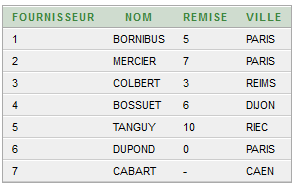 FOURNISSEUR NOM REMISE VILLE
1 BORNIBUS 5 PARIS
2 MERCIER 7 PARIS
3 COLBERT 3 REIMS
4 BOSSUET 6 DIJON
5 TANGUY 10 RIEC
6 DUPOND 0 PARIS
7 CABART - CAEN